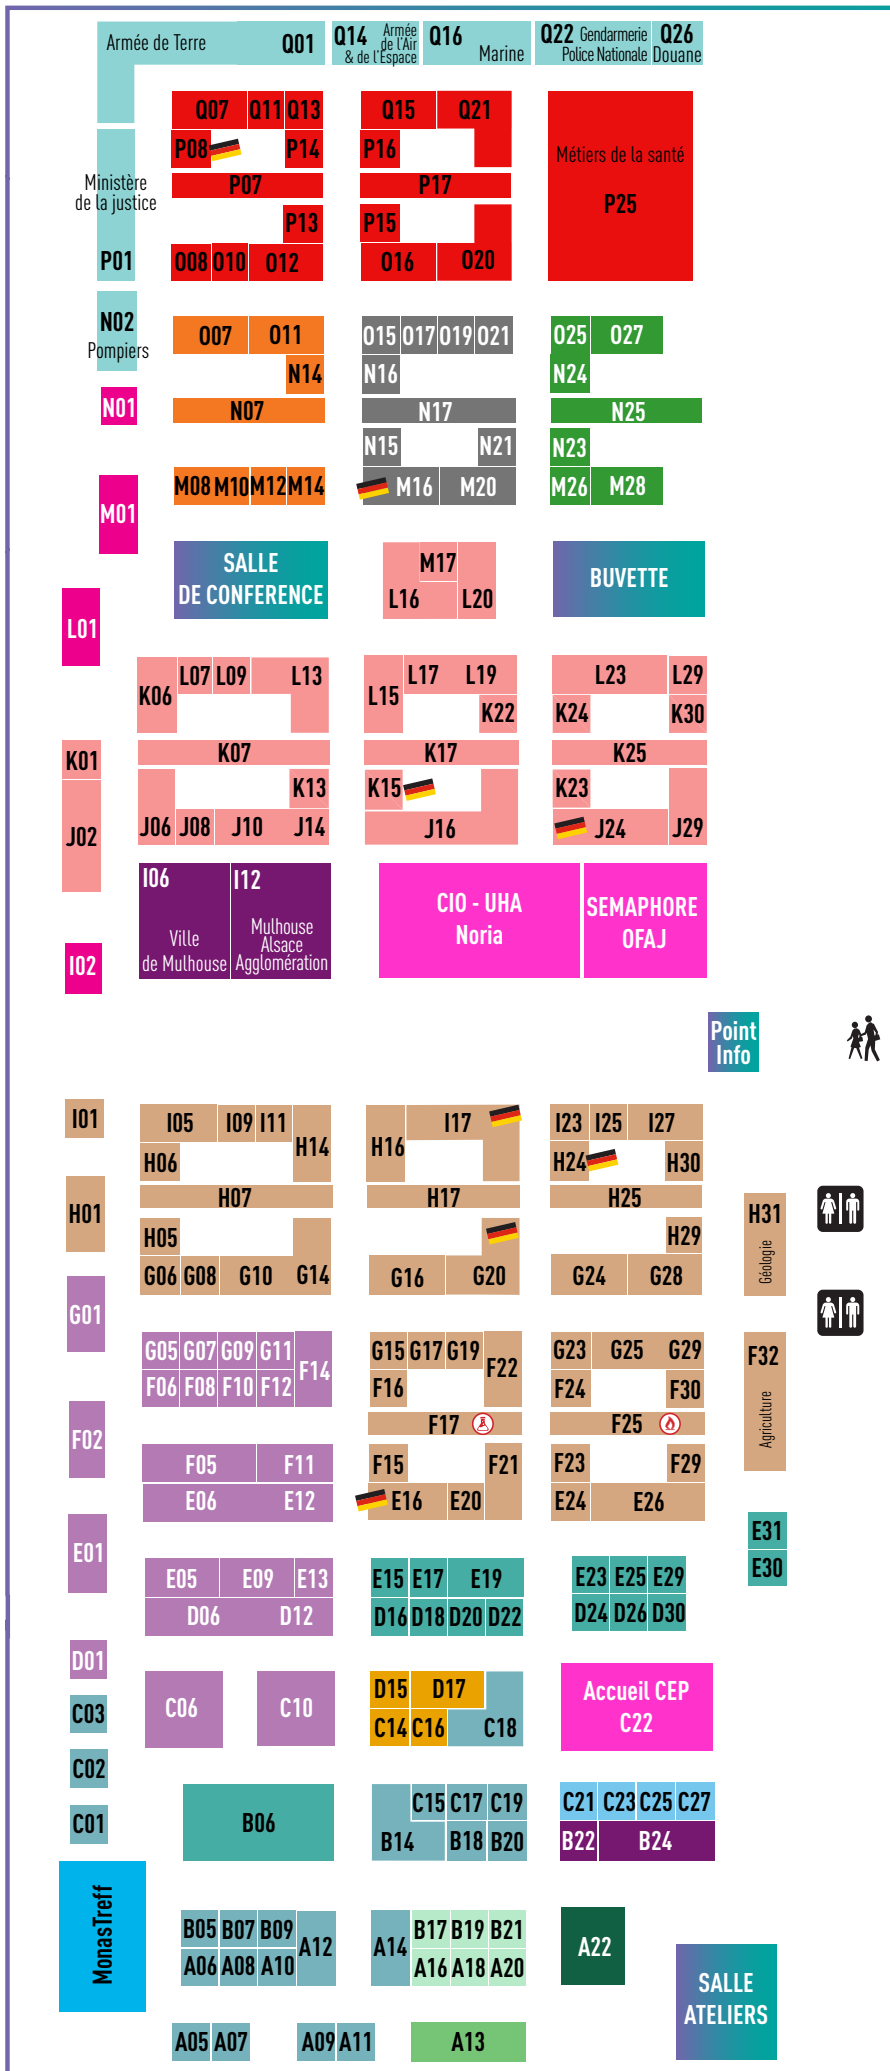 Armée de Terre
Q01
Q14
Armée
de l'Air
& de l'Espace
Q16
Marine
Q22
Gendarmerie
Police Nationale
Q26
Douane
Q07 Q11 Q13
Q15 Q21
P08 P14
P16
Métiers de la santé
P25
Ministère
de la justice
P01
P07
P17
P13
P15
O08 O10 O12
O16 O20
N02
Pompiers
O07 O11
O15 O17 O19 O21
O25 O27
N14
N16
N24
N01
N07
N17
N25
N15 N21
N23
M08 M10 M12 M14
M16 M20
M26 M28
M01
SALLE
DE CONFERENCE
M17
L16 L20
BUVETTE
L01
K06 L07 L09 L13
L15 L17 L19
L23 L29
K22
K24 K30
K01
K07
K17
K25
K13
K15
K23
J02
J06 J08 J10 J14
J16
J24 J29
I06
Ville
de Mulhouse
I12
Mulhouse
Alsace
Agglomération
CIO - UHA
Noria
SEMAPHORE
OFAJ
I02
Point
Info
I01
I05 I09 I11
H14
H16
I17
I23 I25 I27
H06
H24 H30
H01
H07
H17
H25
H31
Géologie
H05
H29
G06 G08 G10 G14
G16 G20
G24 G28
G01
G05 G07 G09 G11
F14
G15 G17 G19
F22
G23 G25 G29
F32
Agriculture
F06 F08 F10 F12
F16
F24 F30
F02
F17
F25
F05 F11
F15 F21
F23 F29
E06 E12
E16 E20
E24 E26
E01
E31
E30
E05 E09 E13
E15 E17 E19
E23 E25 E29
D06 D12
D16 D18 D20 D22
D24 D26 D30
D01
C03
C06
C10
D15 D17
C14 C16 C18
Accueil CEP
C22
C02
C01
B06
C15 C17 C19
B14 B18 B20
C21 C23 C25 C27
B22 B24
MonasTreff
B05 B07 B09
A12
A06 A08 A10
A14
B17 B19 B21
A16 A18 A20
A22
SALLE
ATELIERS
A05 A07
A09 A11
A13